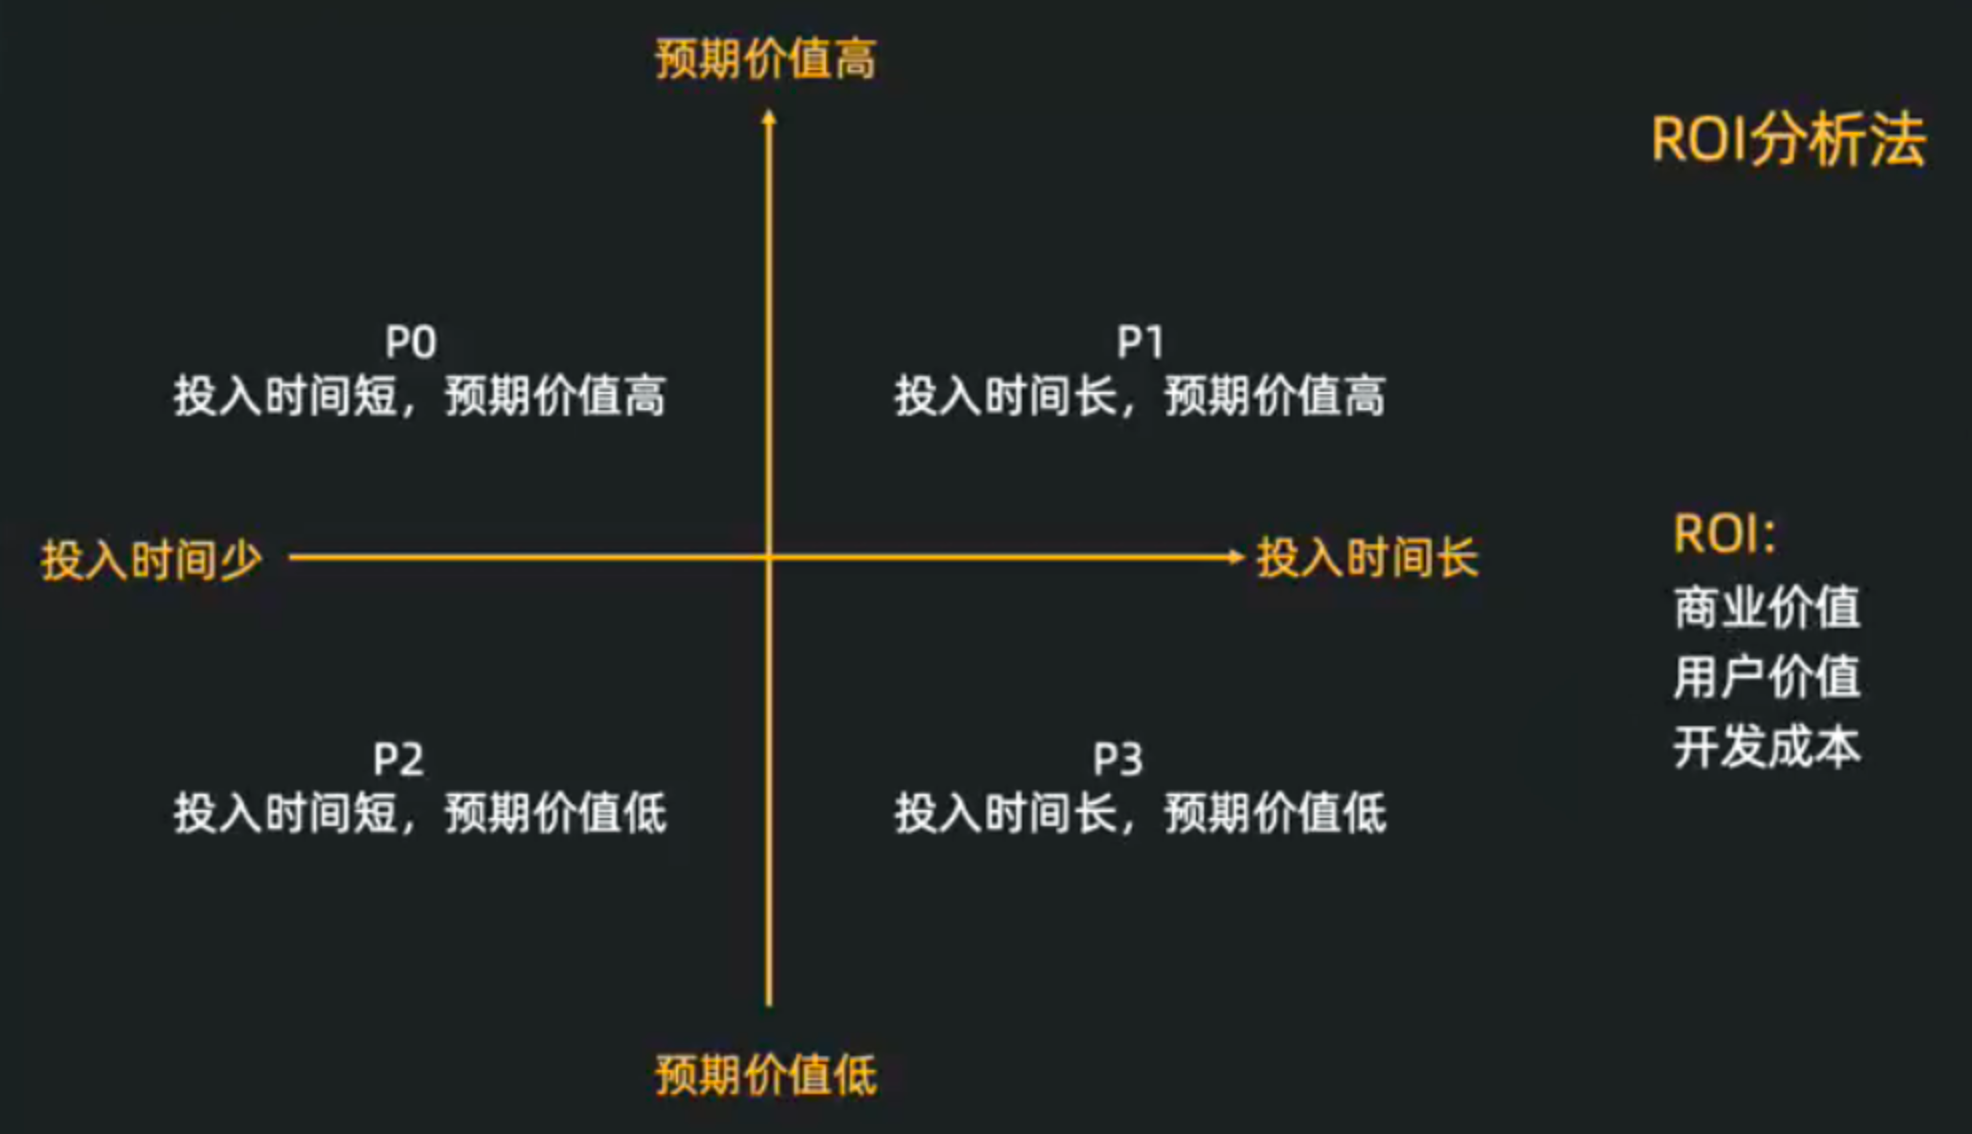 预期价值高
ROI分析法
P0
投入时间短，预期价值高
P1
投入时间长，预期价值高
投入时间少
投入时间长
ROI：
商业价值
用户价值
开发成本
P2
投入时间短，预期价值低
P3
投入时间长，预期价值低
预期价值低